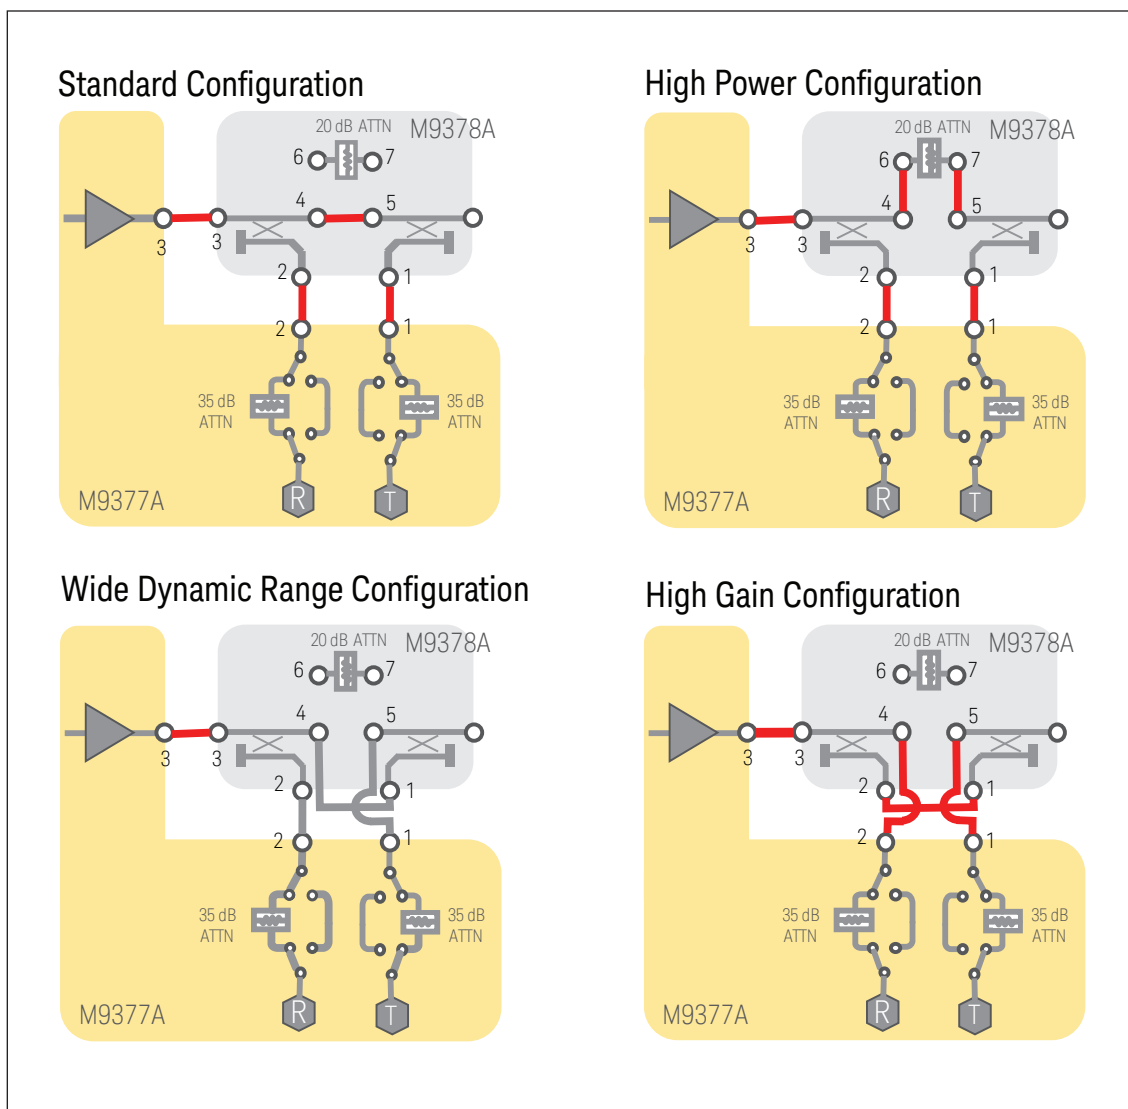 Standard Configuration
20 dB ATTN
M9378A
6
7
4
5
3
3
2
1
2
1
35 dB
ATTN
35 dB
ATTN
M9377A
R
T
High Power Configuration
20 dB ATTN
M9378A
6
7
4
5
3
3
2
1
2
1
35 dB
ATTN
35 dB
ATTN
M9377A
R
T
Wide Dynamic Range Configuration
20 dB ATTN
M9378A
6
7
4
5
3
3
2
1
2
1
35 dB
ATTN
35 dB
ATTN
M9377A
R
T
High Gain Configuration
20 dB ATTN
M9378A
6
7
4
5
3
3
2
1
2
1
35 dB
ATTN
35 dB
ATTN
M9377A
R
T